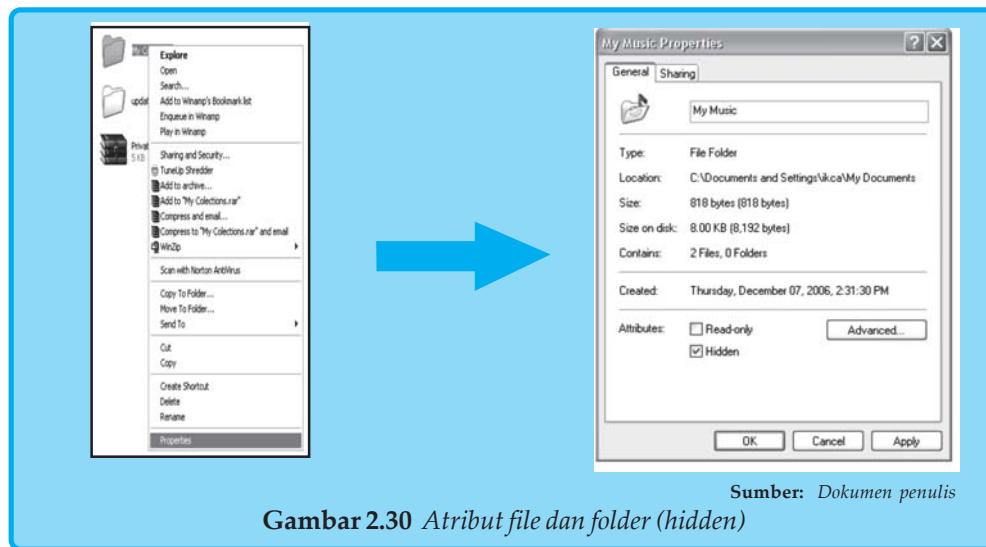 My C
Explore
Open
Search...
updat
Add to Winamp's Bookmark list
Enqueue in Winamp
Play in Winamp
Privat
5 KB
Sharing and Security...
TuneUp Shredder
Add to archive...
Add to "My Colections.rar"
Compress and email...
Compress to "My Colections.rar" and email
WinZip
Scan with Norton AntiVirus
Copy To Folder...
Move To Folder...
Send To
Cut
Copy
Create Shortcut
Delete
Rename
Properties
My Music Properties
General Sharing
My Music
Type: File Folder
Location: C:\Documents and Settings\ikca\My Documents
Size: 818 bytes (818 bytes)
Size on disk: 8.00 KB (8,192 bytes)
Contains: 2 Files, 0 Folders
Created: Thursday, December 07, 2006, 2:31:30 PM
Attributes: Read-only Advanced...
Hidden
OK Cancel Apply
Sumber: Dokumen penulis
Gambar 2.30 Atribut file dan folder (hidden)